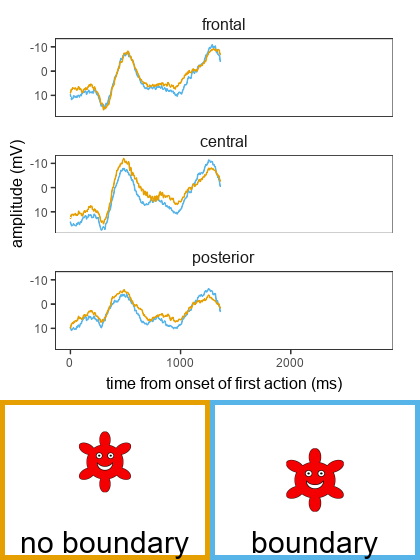 frontal
-10
0
10
central
-10
0
10
posterior
-10
0
10
0 1000 2000
amplitude (mV)
time from onset of first action (ms)
no boundary
boundary